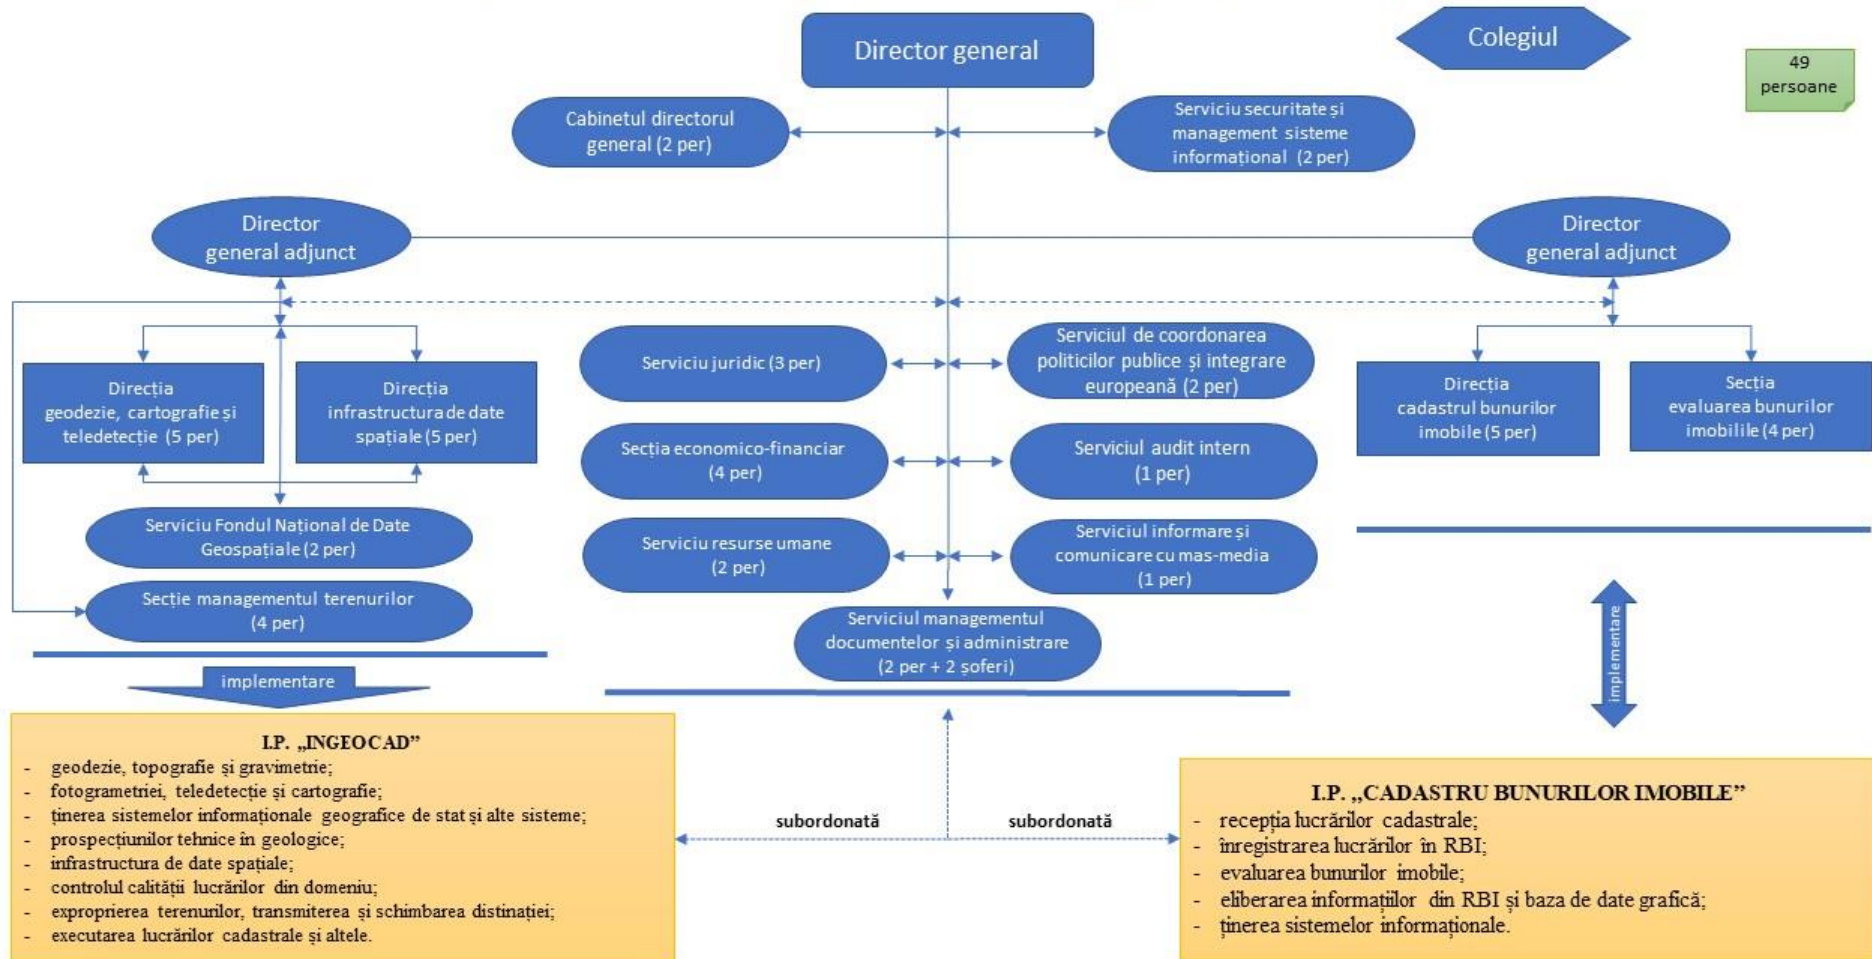 Director general
Colegiul
49
persoane
Cabinetul directorul
general (2 per)
Serviciu securitate și
management sisteme
informațional (2 per)
Director
general adjunct
Director
general adjunct
Direcția
geodezie, cartografie și
teledetecție (5 per)
Direcția
infrastructura de date
spațiale (5 per)
Serviciu Fondul Național de Date
Geospațiale (2 per)
Secție managementul terenurilor
(4 per)
Serviciu juridic (3 per)
Serviciul de coordonarea
politicilor publice și integrare
europeană (2 per)
Secția economico-financiar
(4 per)
Serviciul audit intern
(1 per)
Serviciu resurse umane
(2 per)
Serviciul informare și
comunicare cu mas-media
(1 per)
Serviciul managementul
documentelor și administrare
(2 per + 2 șoferi)
Direcția
cadastrul bunurilor
imobile (5 per)
Secția
evaluarea bunurilor
imobilile (4 per)
implementare
implementare
I.P. „INGEOCAD”
- geodezie, topografie și gravimetrie;
- fotogrametriei, teledetecție și cartografie;
- ținerea sistemelor informaționale geografice de stat și alte sisteme;
- prospecțiunilor tehnice în geologice;
- infrastructura de date spațiale;
- controlul calității lucrărilor din domeniu;
- exproprierea terenurilor, transmiterea și schimbarea distinației;
- executarea lucrărilor cadastrale și altele.
subordonată
subordonată
I.P. „CADASTRU BUNURILOR IMOBILE”
- recepția lucrărilor cadastrale;
- înregistrarea lucrărilor în RBI;
- evaluarea bunurilor imobile;
- eliberarea informațiilor din RBI și baza de date grafică;
- ținerea sistemelor informaționale.